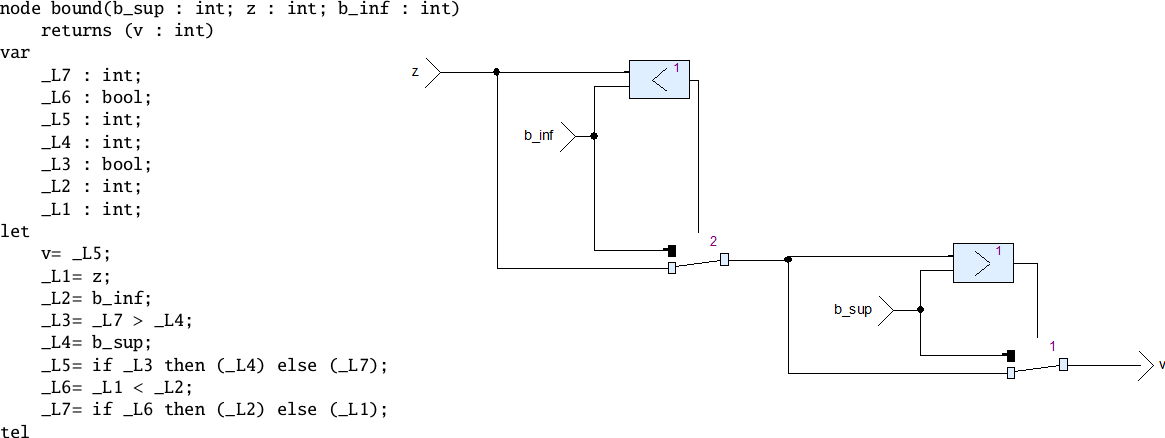 node bound(b_sup : int; z : int; b_inf : int)
    returns (v : int)
var
    _L7 : int;
    _L6 : bool;
    _L5 : int;
    _L4 : int;
    _L3 : bool;
    _L2 : int;
    _L1 : int;
let
    v= _L5;
    _L1= z;
    _L2= b_inf;
    _L3= _L7 > _L4;
    _L4= b_sup;
    _L5= if _L3 then (_L4) else (_L7);
    _L6= _L1 < _L2;
    _L7= if _L6 then (_L2) else (_L1);
tel
z
< 1
b_inf
2
> 1
b_sup
1
v